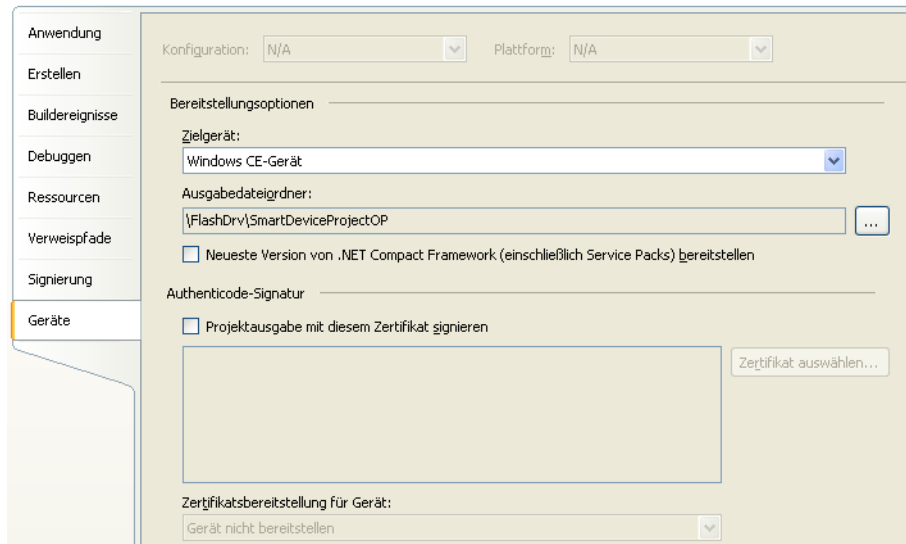 Anwendung
Erstellen
Buildereignisse
Debuggen
Ressourcen
Verweispfade
Signierung
Geräte
Konfiguration: N/A Plattform: N/A
Bereitstellungsoptionen
Zielgerät:
Windows CE-Gerät
Ausgabedateiordner:
\FlashDrv\SmartDeviceProjectOP
...
Neueste Version von .NET Compact Framework (einschließlich Service Packs) bereitstellen
Authenticode-Signatur
Projektausgabe mit diesem Zertifikat signieren
Zertifikat auswählen...
Zertifikatsbereitstellung für Gerät:
Gerät nicht bereitstellen